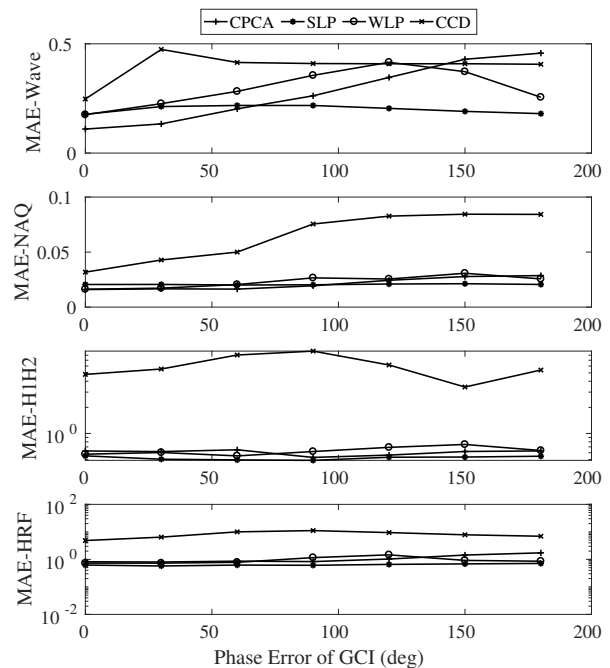 CPCA SLP WLP CCD
MAE-Wave
0.5
0
0 50 100 150 200
MAE-NAQ
0.1
0.05
0
0 50 100 150 200
MAE-H1H2
10^0
0 50 100 150 200
MAE-HRF
10^2
10^0
10^-2
0 50 100 150 200
Phase Error of GCI (deg)